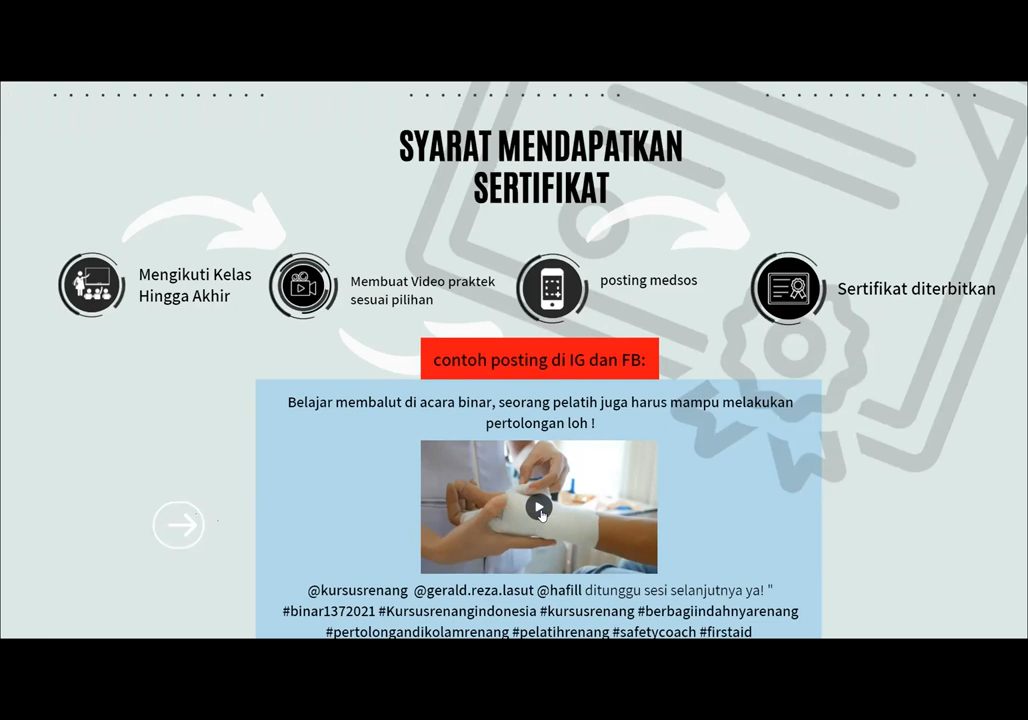 SYARAT MENDAPATKAN
SERTIFIKAT
Mengikuti Kelas
Hingga Akhir
Membuat Video praktek
sesuai pilihan
posting medsos
Sertifikat diterbitkan
contoh posting di IG dan FB:
Belajar membalut di acara binar, seorang pelatih juga harus mampu melakukan
pertolongan loh !
@kursusrenang @gerald.reza.lasut @hafill ditunggu sesi selanjutnya ya! "
#binar1372021 #Kursusrenangindonesia #kursusrenang #berbagiindahnyarenang
#pertolongandikolamrenang #pelatihrenang #safetycoach #firstaid